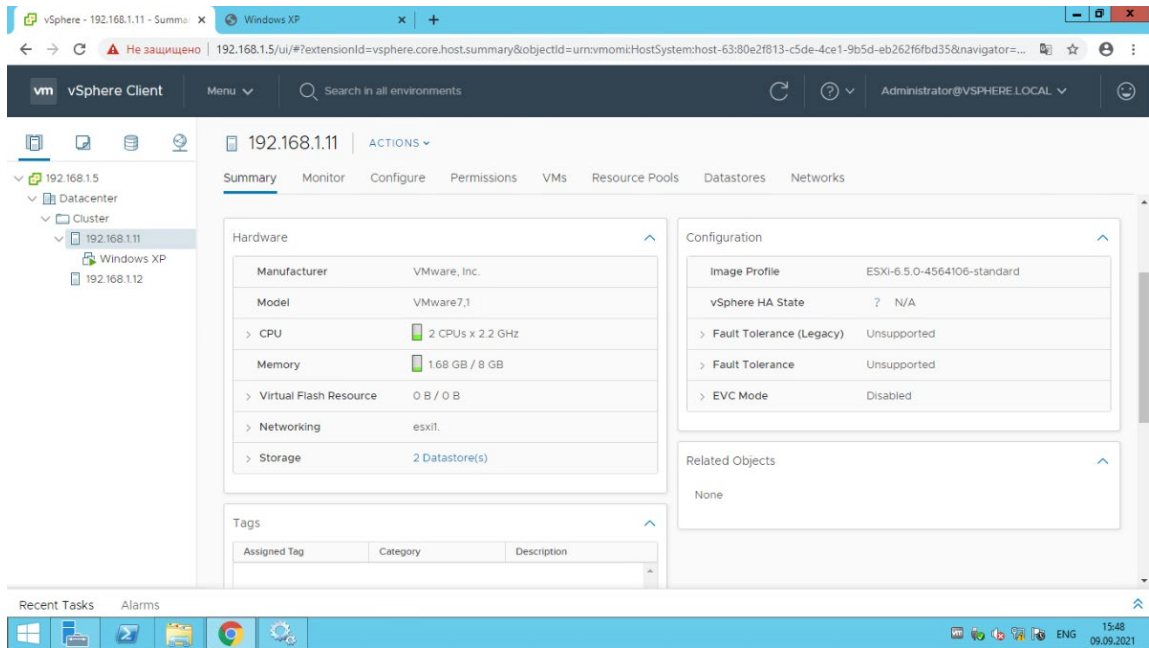 vSphere - 192.168.1.11 - Summa
Windows XP
Не защищено 192.168.1.5/ui/#?extensionId=vsphere.core.host.summary&objectId=urn:vmomi:HostSystem:host-63:80e2f813-c5de-4ce1-9b5d-eb262f6fbd35&navigator=...
vm vSphere Client Menu Search in all environments Administrator@VSPHERE.LOCAL
192.168.1.11 ACTIONS
Summary Monitor Configure Permissions VMs Resource Pools Datastores Networks
192.168.1.5
Datacenter
Cluster
192.168.1.11
Windows XP
192.168.1.12
Hardware
Manufacturer VMware, Inc.
Model VMware7,1
CPU 2 CPUs x 2.2 GHz
Memory 1.68 GB / 8 GB
Virtual Flash Resource 0 B / 0 B
Networking esxi1.
Storage 2 Datastore(s)
Tags
Assigned Tag Category Description
Configuration
Image Profile ESXi-6.5.0-4564106-standard
vSphere HA State ? N/A
Fault Tolerance (Legacy) Unsupported
Fault Tolerance Unsupported
EVC Mode Disabled
Related Objects
None
Recent Tasks Alarms
ENG
15:48
09.09.2021